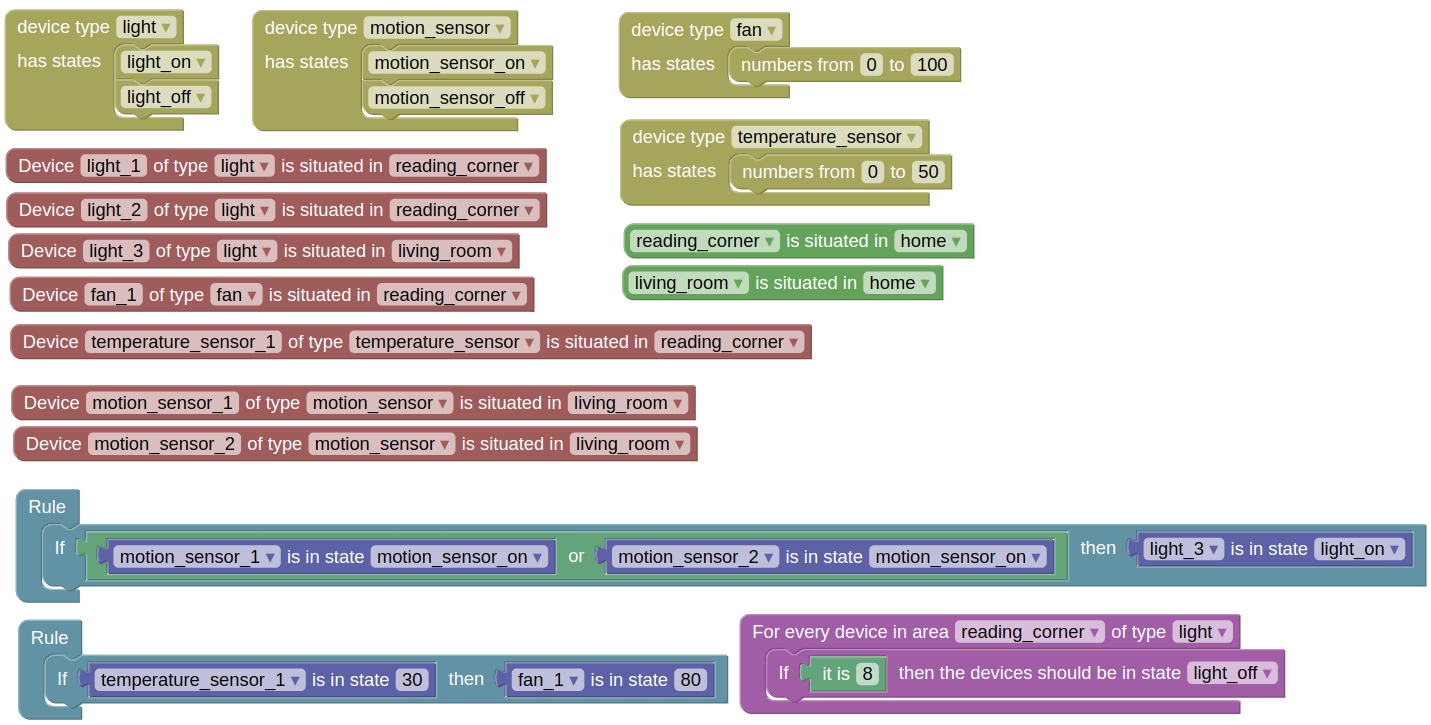 device type light ▾
has states light_on ▾
light_off ▾
device type motion_sensor ▾
has states motion_sensor_on ▾
motion_sensor_off ▾
device type fan ▾
has states numbers from 0 to 100
device type temperature_sensor ▾
has states numbers from 0 to 50
Device light_1 of type light ▾ is situated in reading_corner ▾
Device light_2 of type light ▾ is situated in reading_corner ▾
Device light_3 of type light ▾ is situated in living_room ▾
Device fan_1 of type fan ▾ is situated in reading_corner ▾
Device temperature_sensor_1 of type temperature_sensor ▾ is situated in reading_corner ▾
reading_corner ▾ is situated in home ▾
living_room ▾ is situated in home ▾
Device motion_sensor_1 of type motion_sensor ▾ is situated in living_room ▾
Device motion_sensor_2 of type motion_sensor ▾ is situated in living_room ▾
Rule
If motion_sensor_1 ▾ is in state motion_sensor_on ▾ or motion_sensor_2 ▾ is in state motion_sensor_on ▾ then light_3 ▾ is in state light_on ▾
Rule
If temperature_sensor_1 ▾ is in state 30 then fan_1 ▾ is in state 80
For every device in area reading_corner ▾ of type light ▾
If it is 8 then the devices should be in state light_off ▾